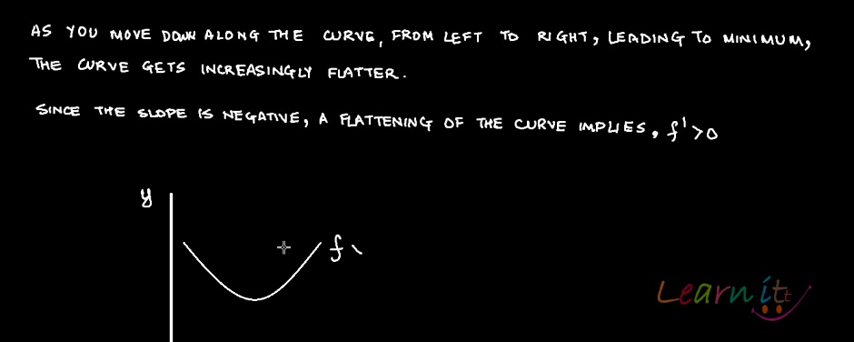 AS YOU MOVE DOWN ALONG THE CURVE, FROM LEFT TO RIGHT, LEADING TO MINIMUM,
THE CURVE GETS INCREASINGLY FLATTER.
SINCE THE SLOPE IS NEGATIVE, A FLATTENING OF THE CURVE IMPLIES, f' > 0
y
f
Learnitt